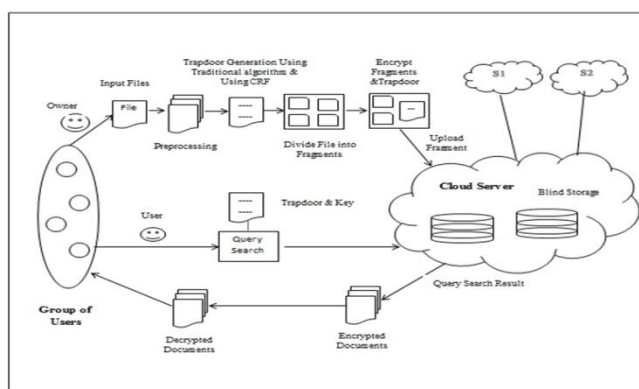 Trapdoor Generation Using
Traditional algorithm &
Using CRF
Encrypt
Fragments
&Trapdoor
S1
S2
Input Files
Owner
File
Preprocessing
Divide File into
Fragments
Upload
Fragment
Cloud Server
Blind Storage
User
Trapdoor & Key
Query
Search
Query Search Result
Group of
Users
Decrypted
Documents
Encrypted
Documents